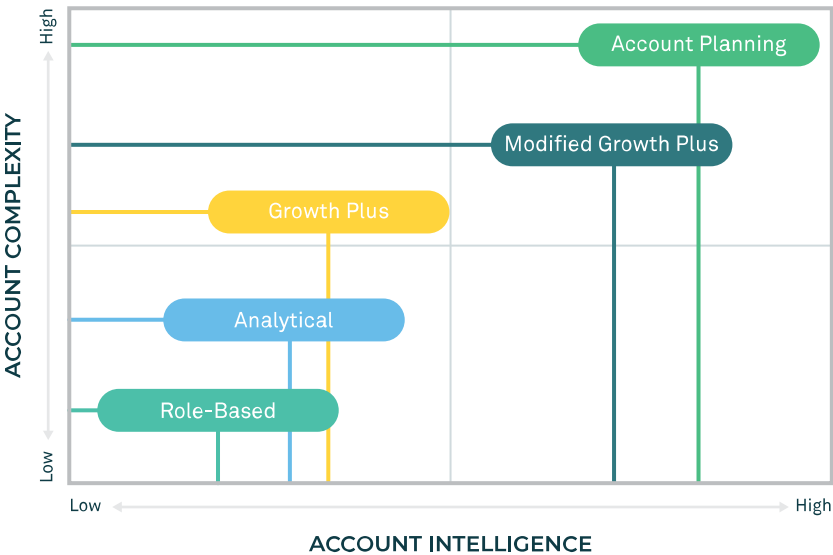 High
Account Planning
Modified Growth Plus
ACCOUNT COMPLEXITY
Growth Plus
Analytical
Role-Based
Low
Low
High
ACCOUNT INTELLIGENCE